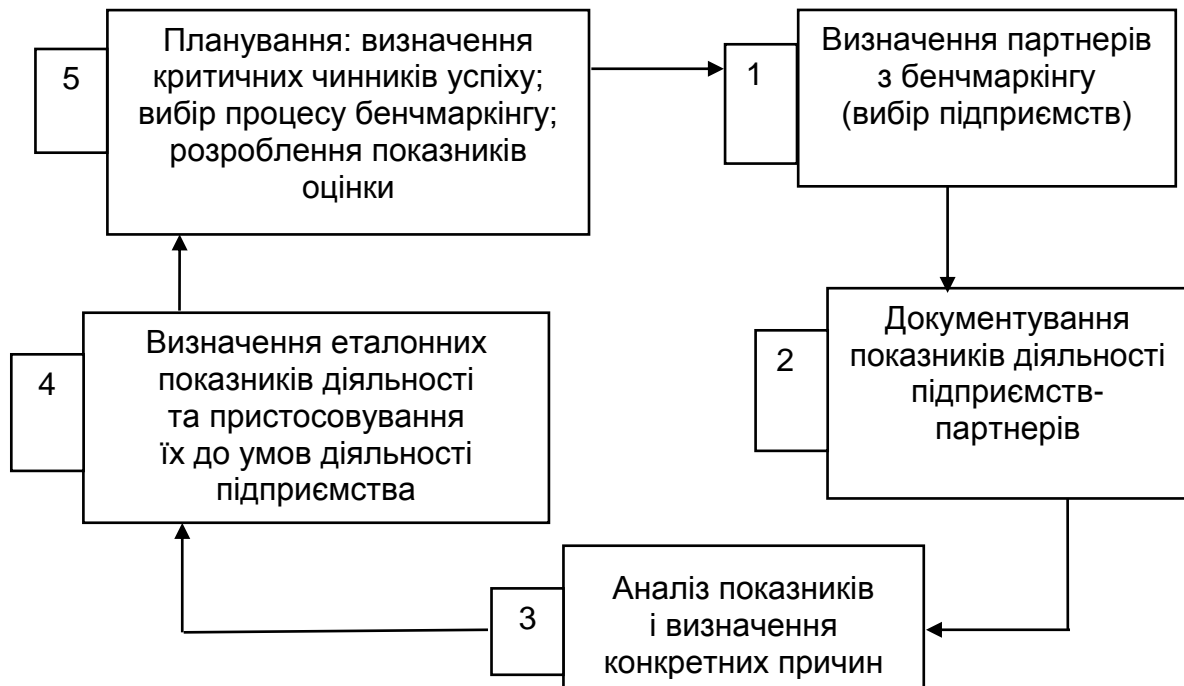 5
Планування: визначення
критичних чинників успіху;
вибір процесу бенчмаркінгу;
розроблення показників
оцінки
1
Визначення партнерів
з бенчмаркінгу
(вибір підприємств)
4
Визначення еталонних
показників діяльності
та пристосовування
їх до умов діяльності
підприємства
2
Документування
показників діяльності
підприємств-
партнерів
3
Аналіз показників
і визначення
конкретних причин